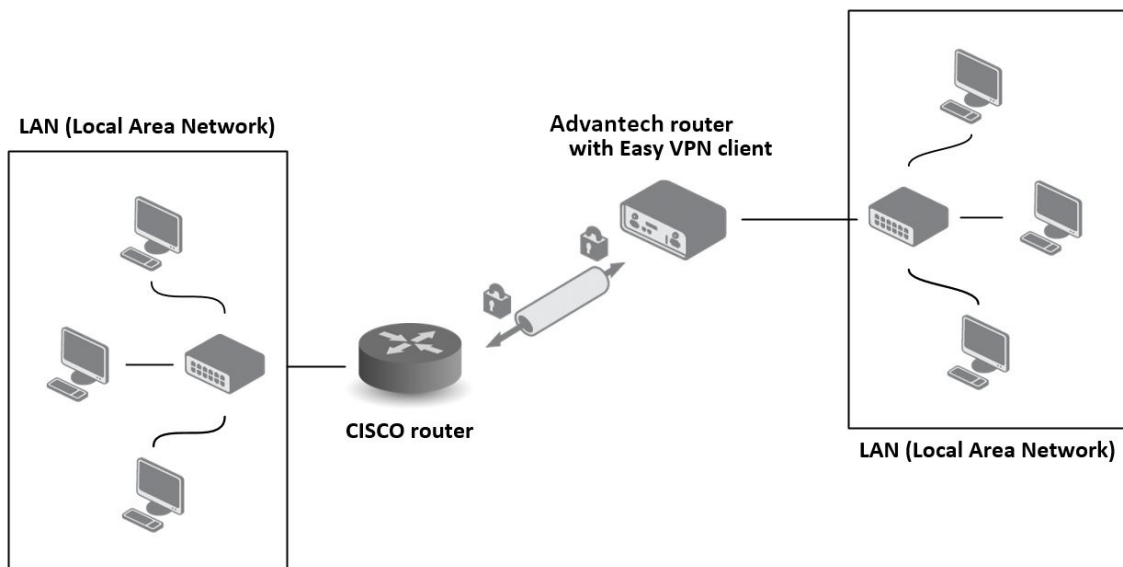 LAN (Local Area Network)
Advantech router
with Easy VPN client
CISCO router
LAN (Local Area Network)